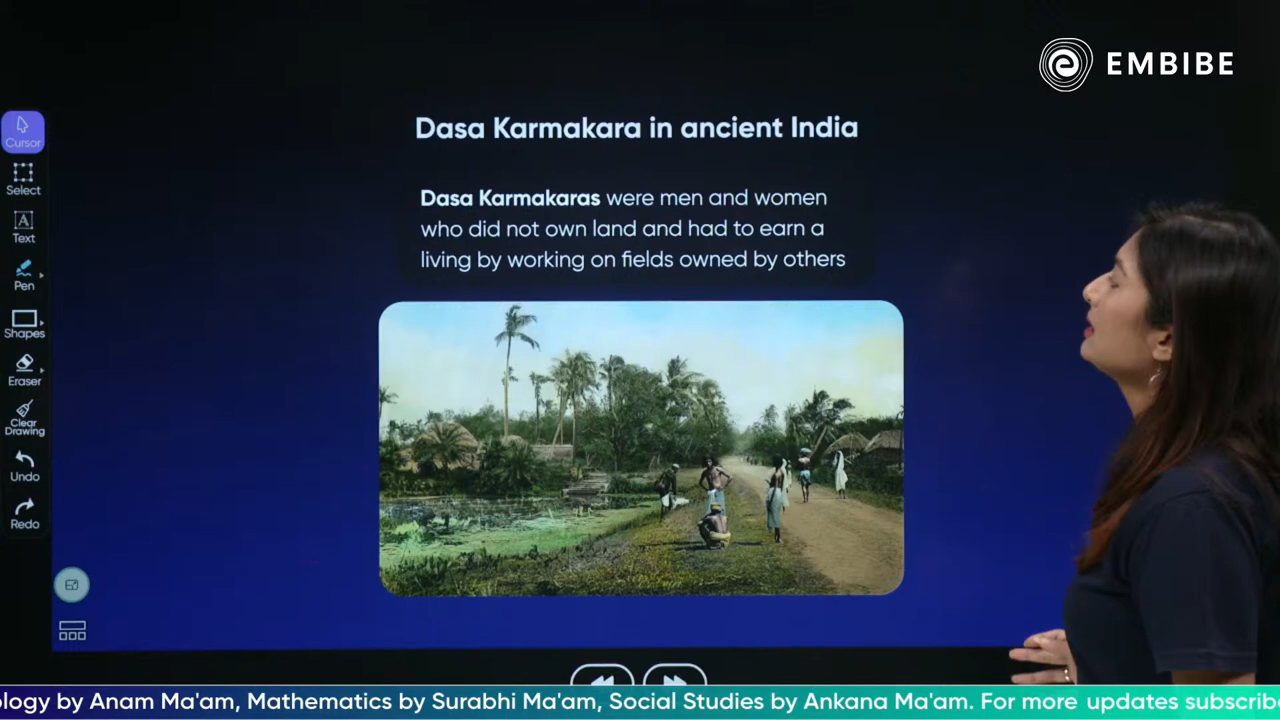 EMBIBE
Dasa Karmakara in ancient India
Dasa Karmakaras were men and women
who did not own land and had to earn a
living by working on fields owned by others
Cursor
Select
Text
Pen
Shapes
Eraser
Clear
Drawing
Undo
Redo
ology by Anam Ma'am, Mathematics by Surabhi Ma'am, Social Studies by Ankana Ma'am. For more updates subscribe